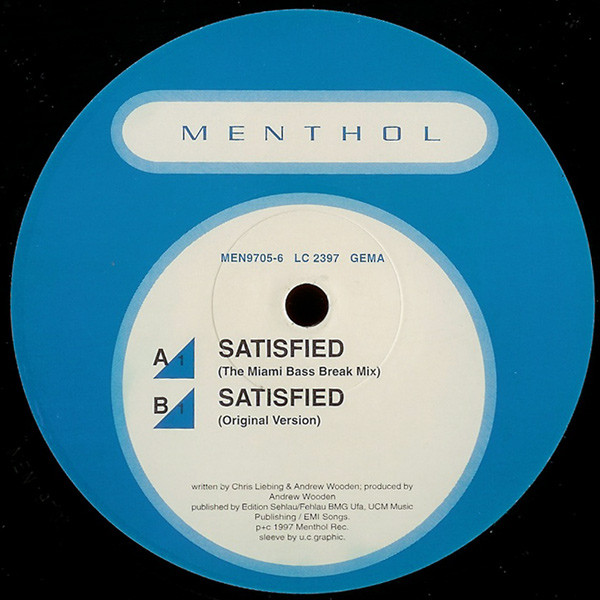 MENTHOL
MEN9705-6 LC 2397 GEMA
A 1 SATISFIED
(The Miami Bass Break Mix)
B 1 SATISFIED
(Original Version)
written by Chris Liebing & Andrew Wooden; produced by
Andrew Wooden
published by Edition Sehlau/Fehlau BMG Ufa, UCM Music
Publishing / EMI Songs.
p+c 1997 Menthol Rec.
sleeve by u.c.graphic.